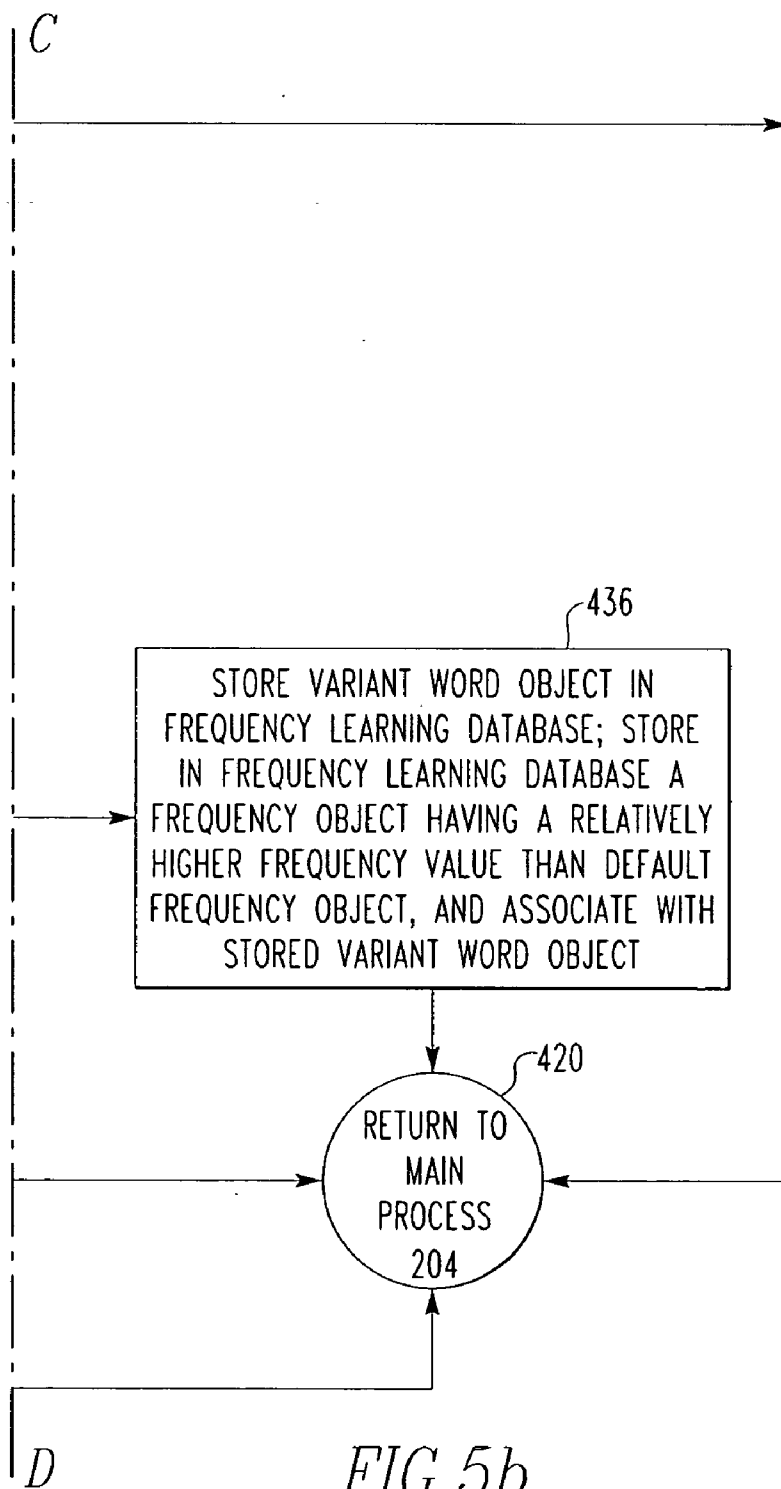 C
436
STORE VARIANT WORD OBJECT IN
FREQUENCY LEARNING DATABASE; STORE
IN FREQUENCY LEARNING DATABASE A
FREQUENCY OBJECT HAVING A RELATIVELY
HIGHER FREQUENCY VALUE THAN DEFAULT
FREQUENCY OBJECT, AND ASSOCIATE WITH
STORED VARIANT WORD OBJECT
420
RETURN TO
MAIN
PROCESS
204
D
FIG. 5b